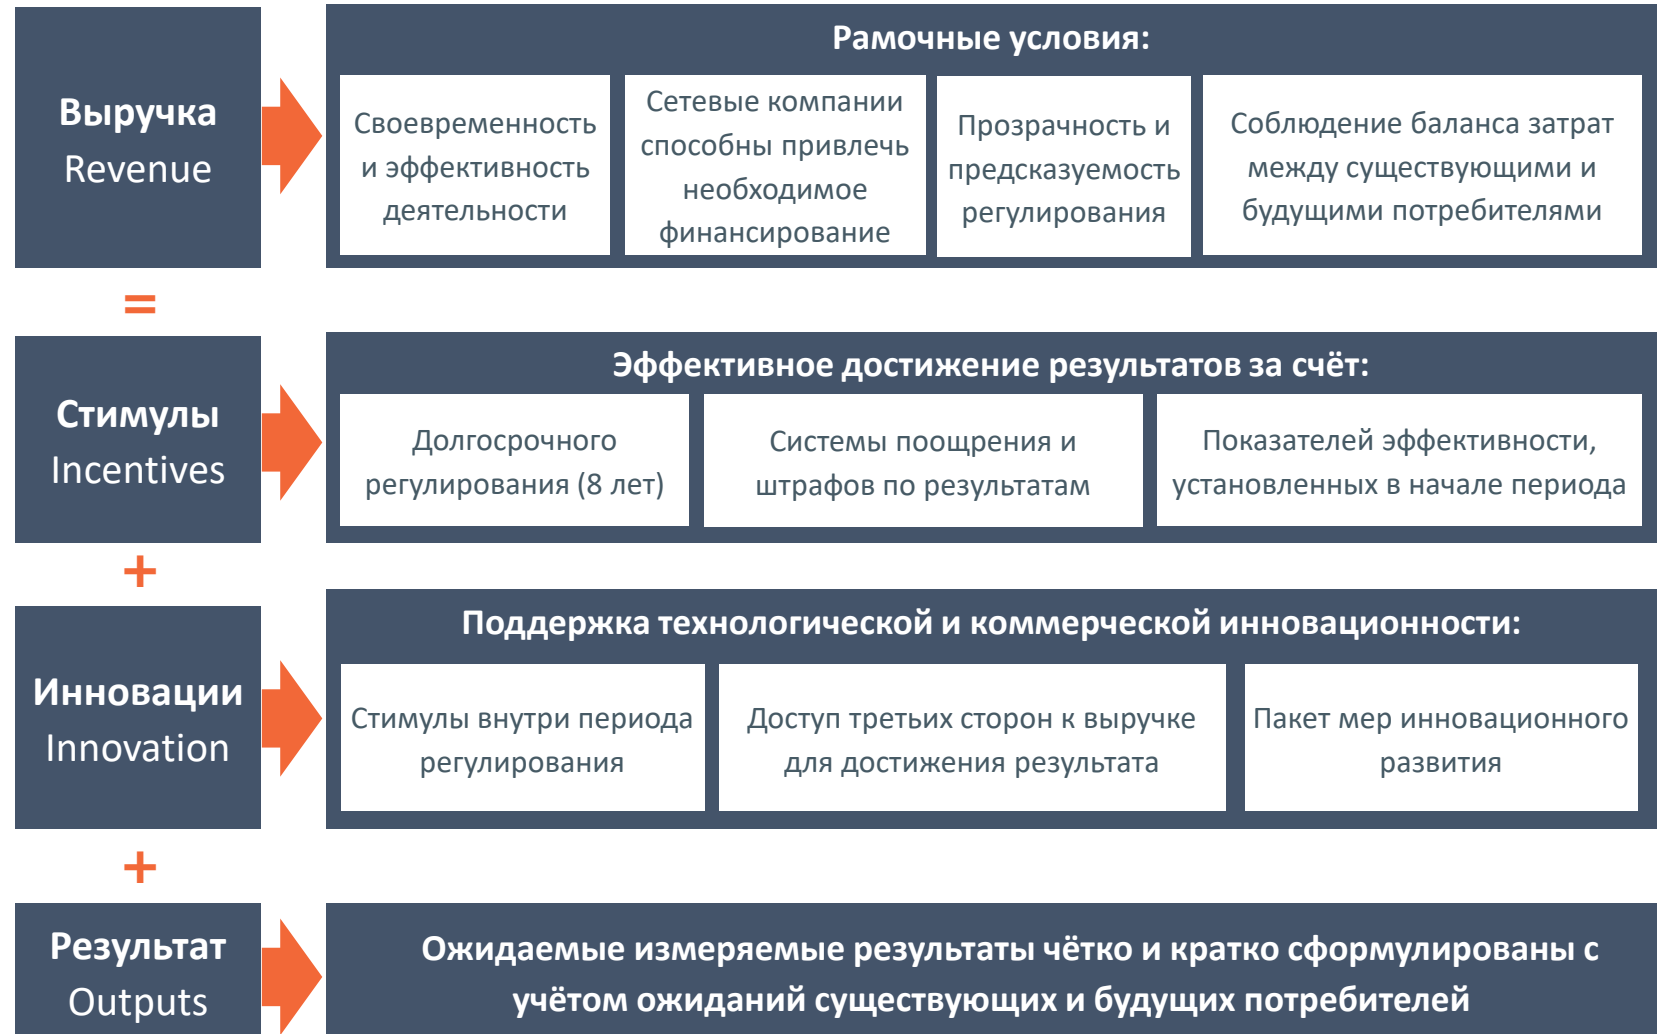 Выручка
Revenue
Рамочные условия:
Своевременность
и эффективность
деятельности
Сетевые компании
способны привлечь
необходимое
финансирование
Прозрачность и
предсказуемость
регулирования
Соблюдение баланса затрат
между существующими и
будущими потребителями
=
Стимулы
Incentives
Эффективное достижение результатов за счёт:
Долгосрочного
регулирования (8 лет)
Системы поощрения и
штрафов по результатам
Показателей эффективности,
установленных в начале периода
+
Инновации
Innovation
Поддержка технологической и коммерческой инновационности:
Стимулы внутри периода
регулирования
Доступ третьих сторон к выручке
для достижения результата
Пакет мер инновационного
развития
+
Результат
Outputs
Ожидаемые измеряемые результаты чётко и кратко сформулированы с
учётом ожиданий существующих и будущих потребителей